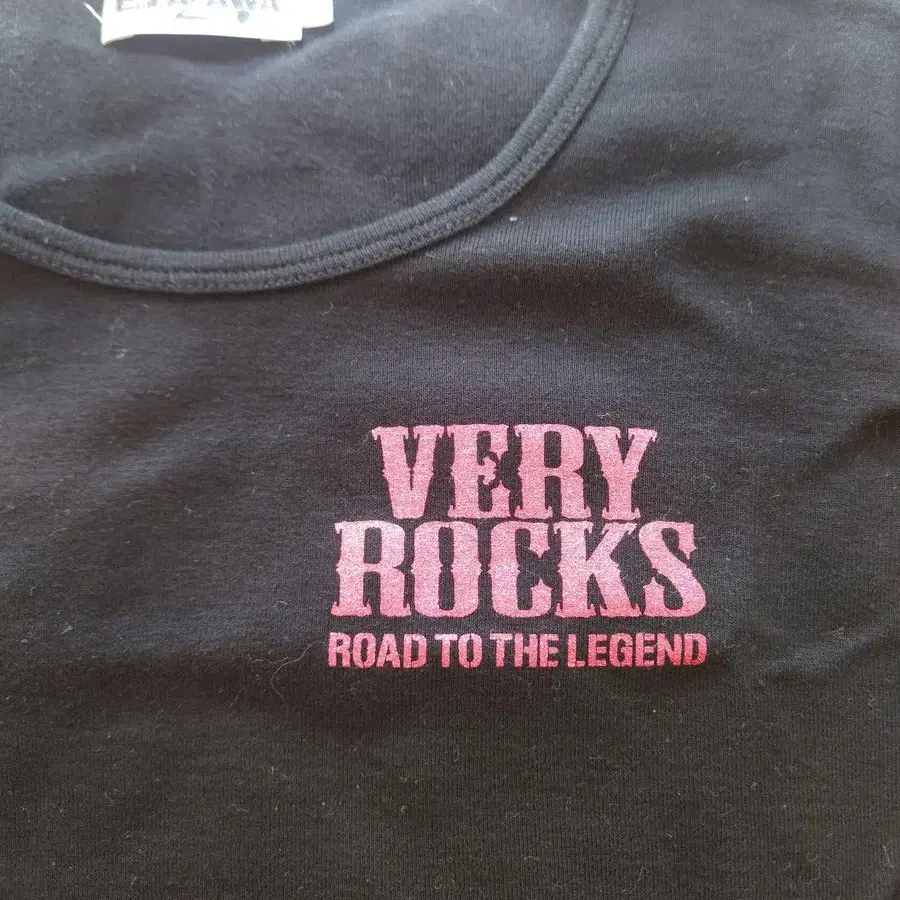 VERY
ROCKS
ROAD TO THE LEGEND